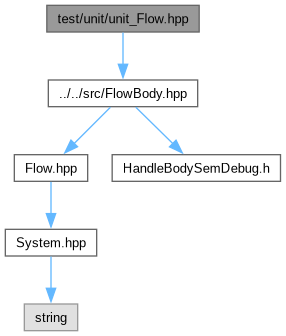 test/unit/unit_Flow.hpp
../../src/FlowBody.hpp
Flow.hpp
HandleBodySemDebug.h
System.hpp
string